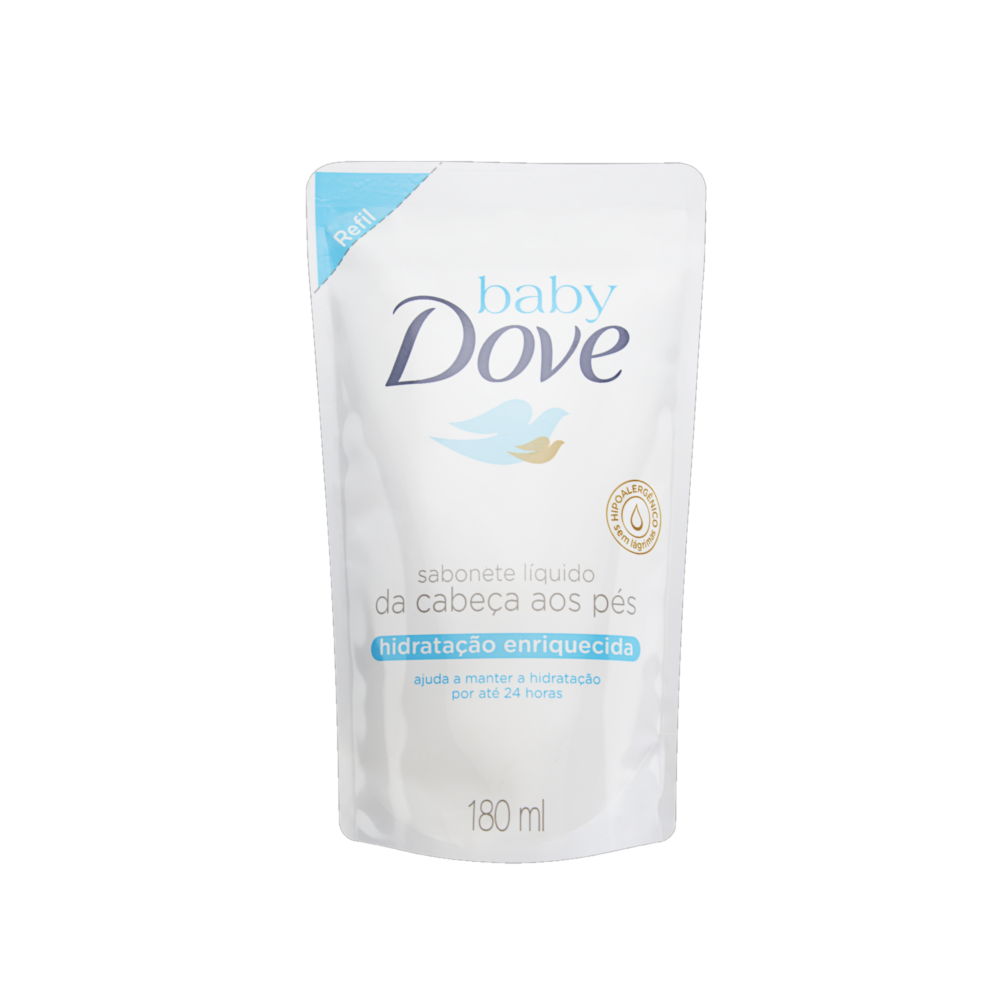 Refil
baby
Dove
HIPOALERGÊNICO
sem lágrimas
sabonete líquido
da cabeça aos pés
hidratação enriquecida
ajuda a manter a hidratação
por até 24 horas
180 ml